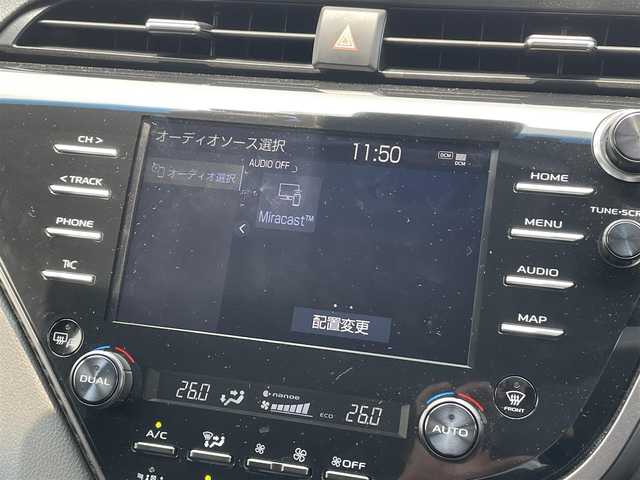 オーディオソース選択
11:50
DCM
DCM
オーディオ選択
AUDIO OFF
Miracast™
配置変更
CH >
< TRACK
PHONE
T/C
HOME
MENU
AUDIO
MAP
TUNE•SCR
DUAL
26.0
nanoe
ECO
26.0
AUTO
FRONT
A/C
OFF